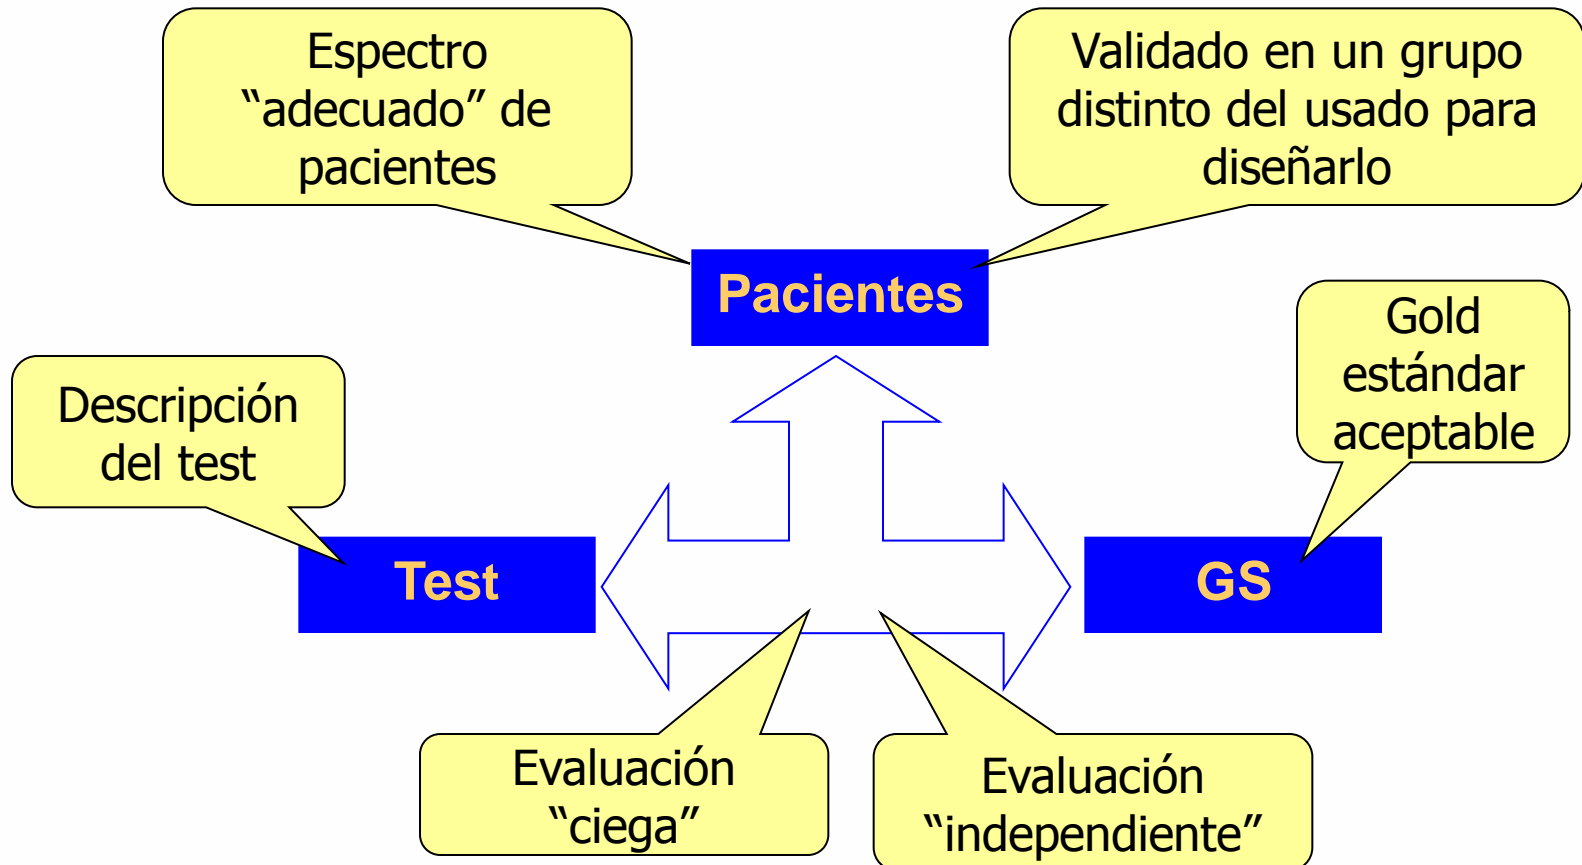 Espectro
“adecuado” de
pacientes
Validado en un grupo
distinto del usado para
diseñarlo
Pacientes
Gold
estándar
aceptable
Descripción
del test
Test
GS
Evaluación
“ciega”
Evaluación
“independiente”